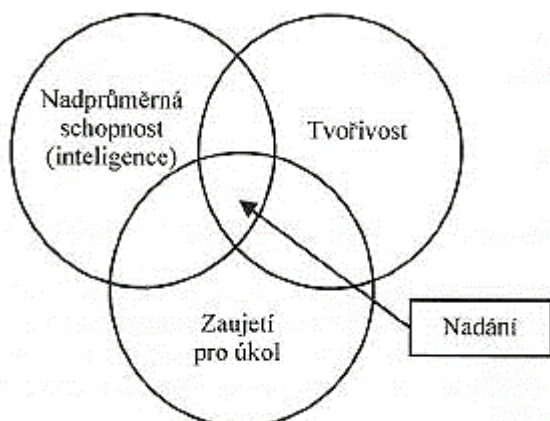 Nadprůměrná
schopnost
(inteligence)
Tvořivost
Zaujetí
pro úkol
Nadání